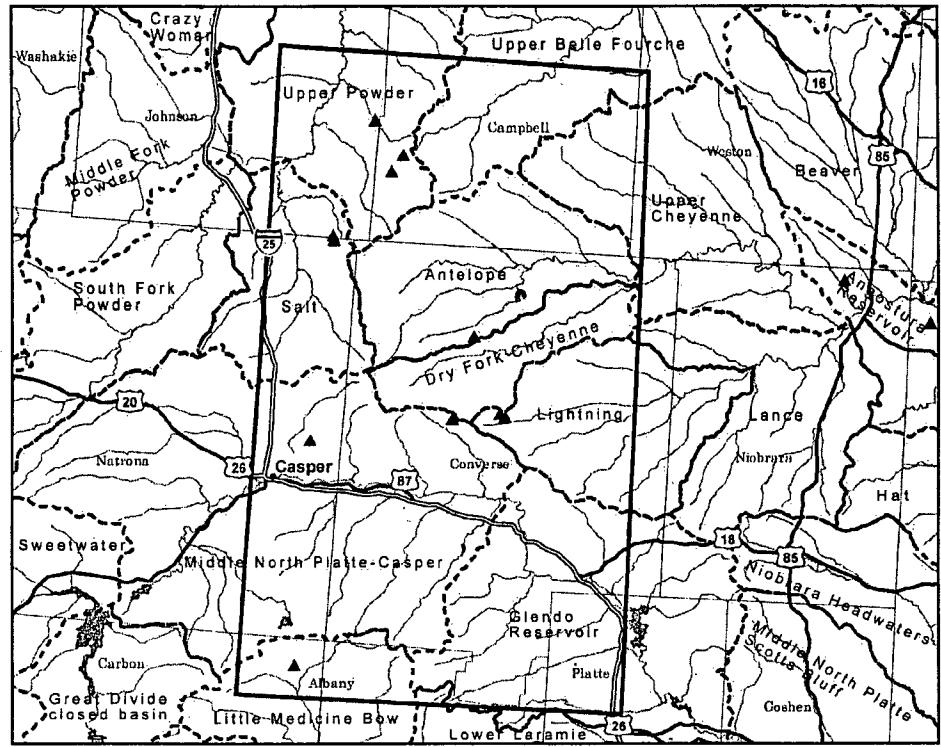 Crazy
Woman
Upper Belle Fourche
Washakie
16
Upper Powder
Johnson
Campbell
85
Weston
Beaver
Middle Fork
Powder
Upper
Cheyenne
25
Antelope
Angostura
Reservoir
South Fork
Powder
Salt
Dry Fork Cheyenne
20
Lightning
Lance
Natrona
26
Casper
87
Converse
Niobrara
Hat
Sweetwater
18
85
Middle North Platte-Casper
Niobrara Headwaters
Glendo
Reservoir
Middle North Platte
Scotts Bluff
Carbon
Albany
Platte
Great Divide
closed basin
Goshen
Little Medicine Bow
26
Lower Laramie